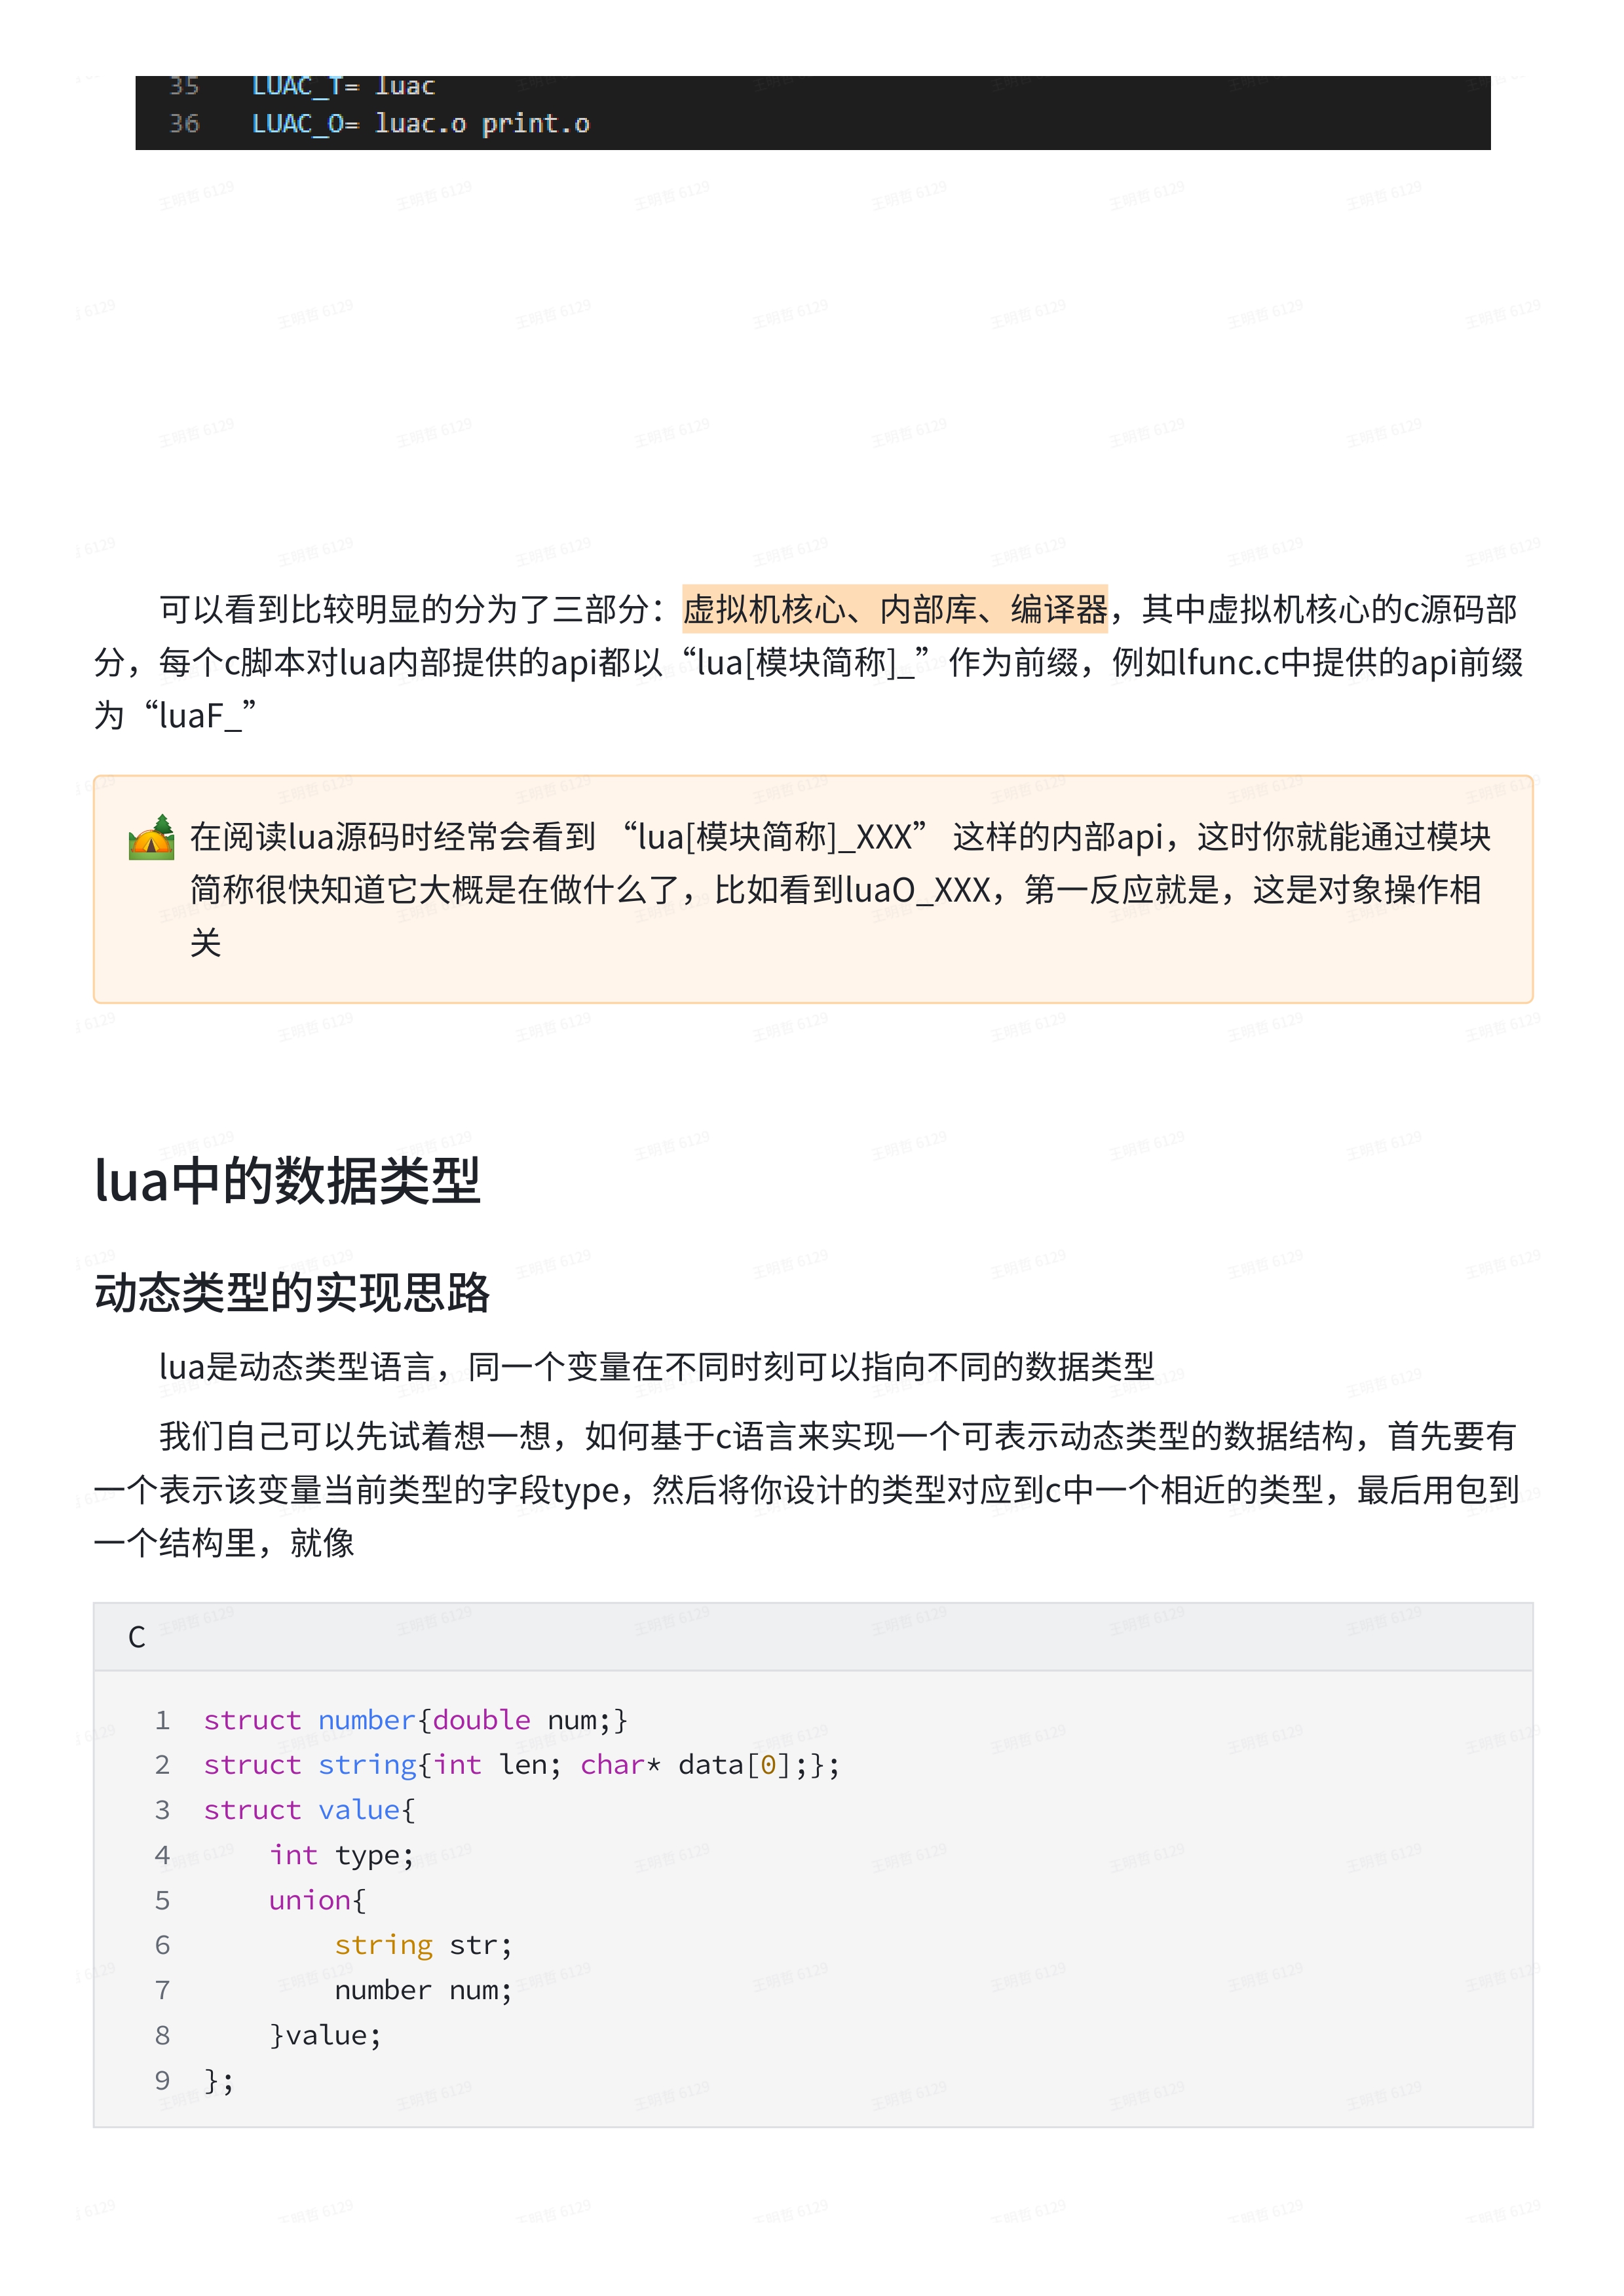 35 LUAC_T= luac
36 LUAC_O= luac.o print.o
可以看到比较明显的分为了三部分：虚拟机核心、内部库、编译器，其中虚拟机核心的c源码部
分，每个c脚本对lua内部提供的api都以“lua[模块简称]_”作为前缀，例如lfunc.c中提供的api前缀
为“luaF_”
在阅读lua源码时经常会看到 “lua[模块简称]_XXX” 这样的内部api，这时你就能通过模块
简称很快知道它大概是在做什么了，比如看到luaO_XXX，第一反应就是，这是对象操作相
关
lua中的数据类型
动态类型的实现思路
lua是动态类型语言，同一个变量在不同时刻可以指向不同的数据类型
我们自己可以先试着想一想，如何基于c语言来实现一个可表示动态类型的数据结构，首先要有
一个表示该变量当前类型的字段type，然后将你设计的类型对应到c中一个相近的类型，最后用包到
一个结构里，就像
C
1 struct number{double num;}
2 struct string{int len; char* data[0];};
3 struct value{
4     int type;
5     union{
6         string str;
7         number num;
8     }value;
9 };
王明哲 6129